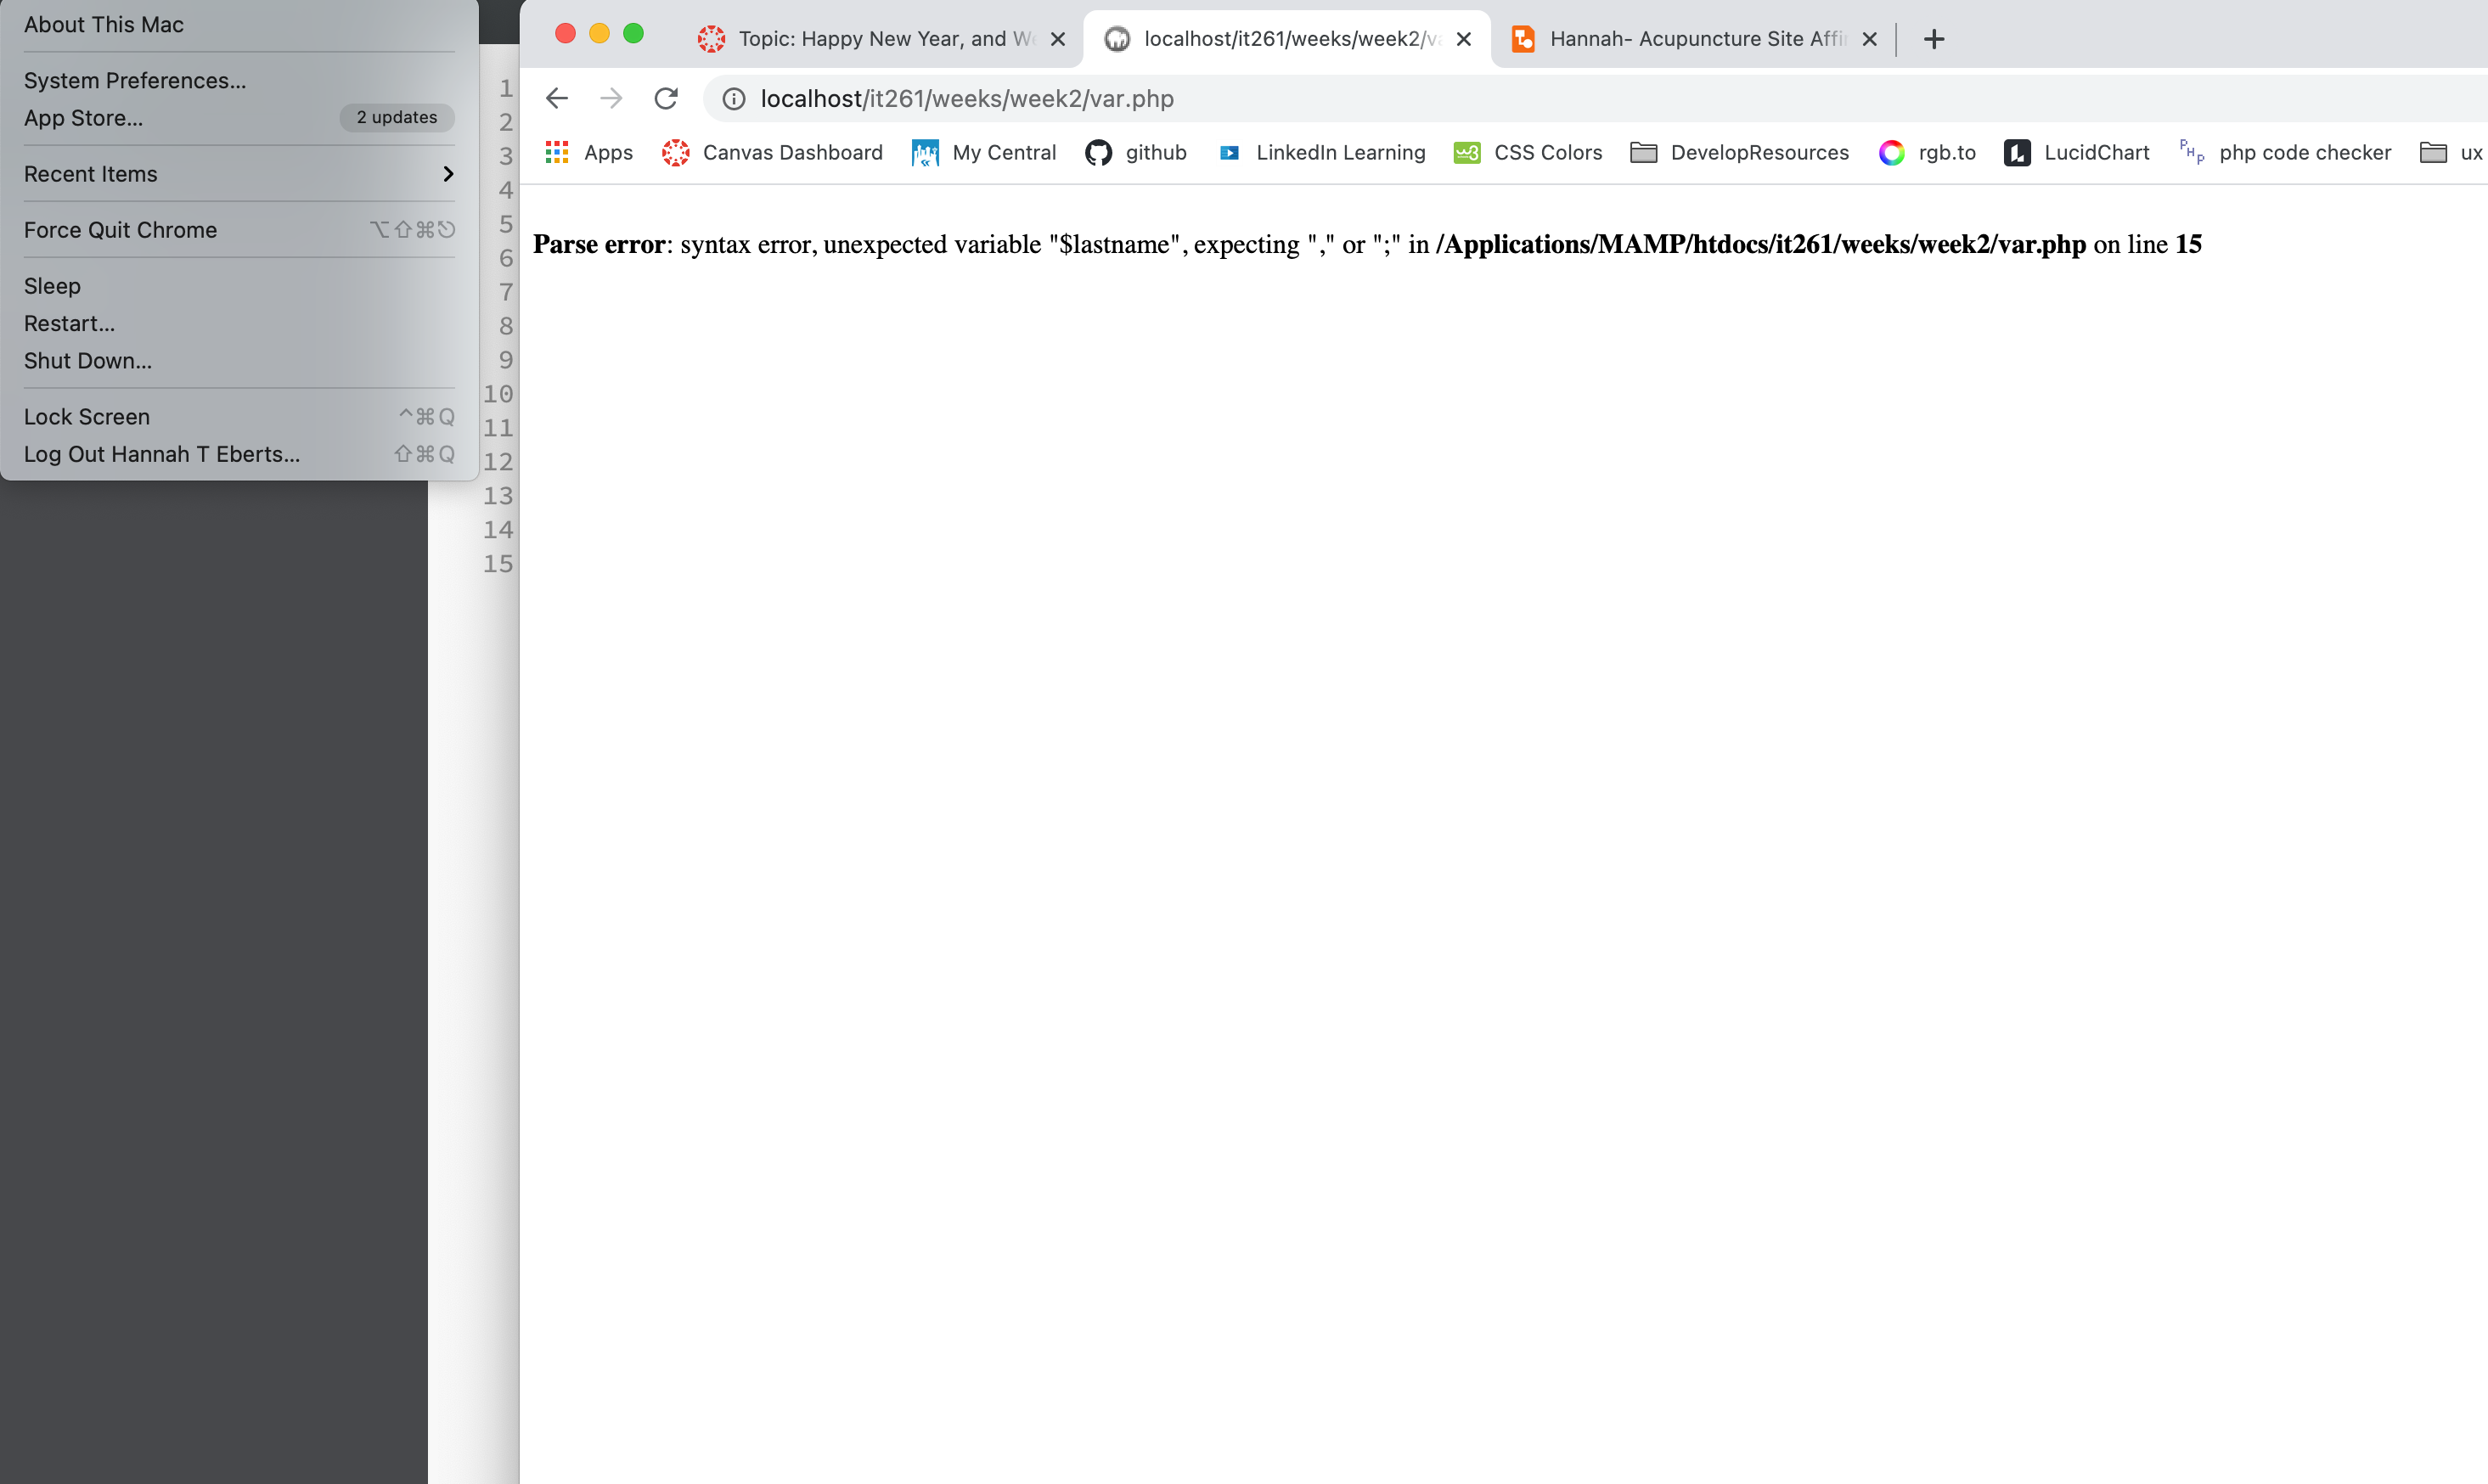 About This Mac
System Preferences...
App Store... 2 updates
Recent Items
Force Quit Chrome ⌥⇧⌘⎋
Sleep
Restart...
Shut Down...
Lock Screen ^⌘Q
Log Out Hannah T Eberts... ⇧⌘Q
1
2
3
4
5
6
7
8
9
10
11
12
13
14
15
Topic: Happy New Year, and We
localhost/it261/weeks/week2/va
Hannah- Acupuncture Site Affi
localhost/it261/weeks/week2/var.php
Apps Canvas Dashboard My Central github LinkedIn Learning w3 CSS Colors DevelopResources rgb.to LucidChart PHP php code checker ux
Parse error: syntax error, unexpected variable "$lastname", expecting "," or ";" in /Applications/MAMP/htdocs/it261/weeks/week2/var.php on line 15